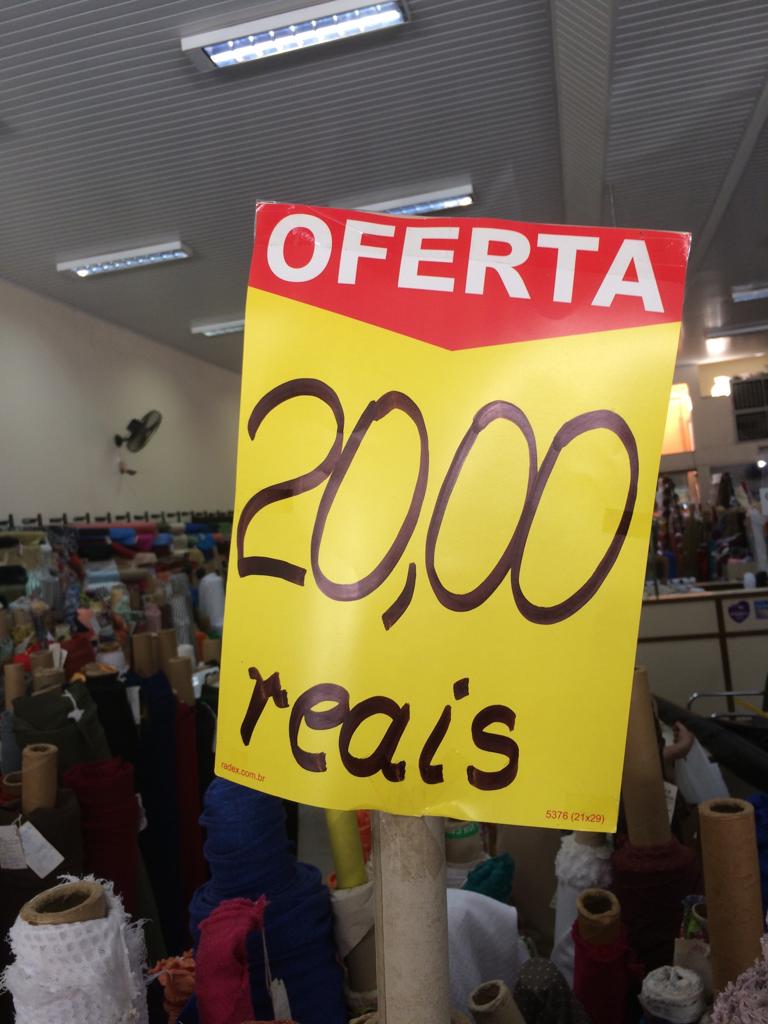 OFERTA
20,00
reais
radex.com.br
5376 (21x29)